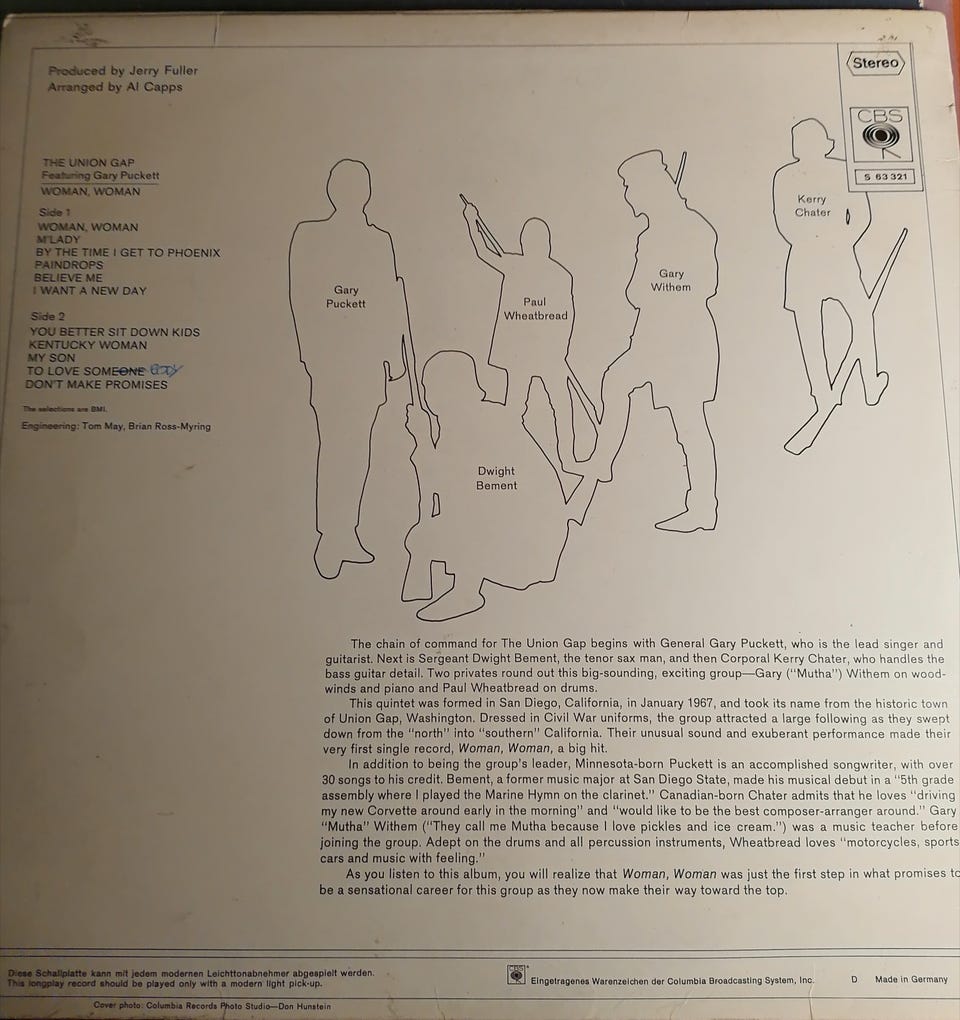 Produced by Jerry Fuller
Arranged by Al Capps
Stereo
CBS
S 63 321
THE UNION GAP
Featuring Gary Puckett
WOMAN, WOMAN
Side 1
WOMAN, WOMAN
M'LADY
BY THE TIME I GET TO PHOENIX
PAINDROPS
BELIEVE ME
I WANT A NEW DAY
Side 2
YOU BETTER SIT DOWN KIDS
KENTUCKY WOMAN
MY SON
TO LOVE SOMEONE BODY
DON'T MAKE PROMISES
The selections are BMI.
Engineering: Tom May, Brian Ross-Myring
Gary
Puckett
Paul
Wheatbread
Gary
Withem
Kerry
Chater
Dwight
Bement
The chain of command for The Union Gap begins with General Gary Puckett, who is the lead singer and
guitarist. Next is Sergeant Dwight Bement, the tenor sax man, and then Corporal Kerry Chater, who handles the
bass guitar detail. Two privates round out this big-sounding, exciting group—Gary (“Mutha”) Withem on wood-
winds and piano and Paul Wheatbread on drums.
This quintet was formed in San Diego, California, in January 1967, and took its name from the historic town
of Union Gap, Washington. Dressed in Civil War uniforms, the group attracted a large following as they swept
down from the “north” into “southern” California. Their unusual sound and exuberant performance made their
very first single record, Woman, Woman, a big hit.
In addition to being the group's leader, Minnesota-born Puckett is an accomplished songwriter, with over
30 songs to his credit. Bement, a former music major at San Diego State, made his musical debut in a “5th grade
assembly where I played the Marine Hymn on the clarinet.” Canadian-born Chater admits that he loves “driving
my new Corvette around early in the morning” and “would like to be the best composer-arranger around.” Gary
“Mutha” Withem (“They call me Mutha because I love pickles and ice cream.”) was a music teacher before
joining the group. Adept on the drums and all percussion instruments, Wheatbread loves “motorcycles, sports
cars and music with feeling.”
As you listen to this album, you will realize that Woman, Woman was just the first step in what promises to
be a sensational career for this group as they now make their way toward the top.
Diese Schallplatte kann mit jedem modernen Leichttonabnehmer abgespielt werden.
This longplay record should be played only with a modern light pick-up.
CBS
Eingetragenes Warenzeichen der Columbia Broadcasting System, Inc.
D
Made in Germany
Cover photo: Columbia Records Photo Studio—Don Hunstein